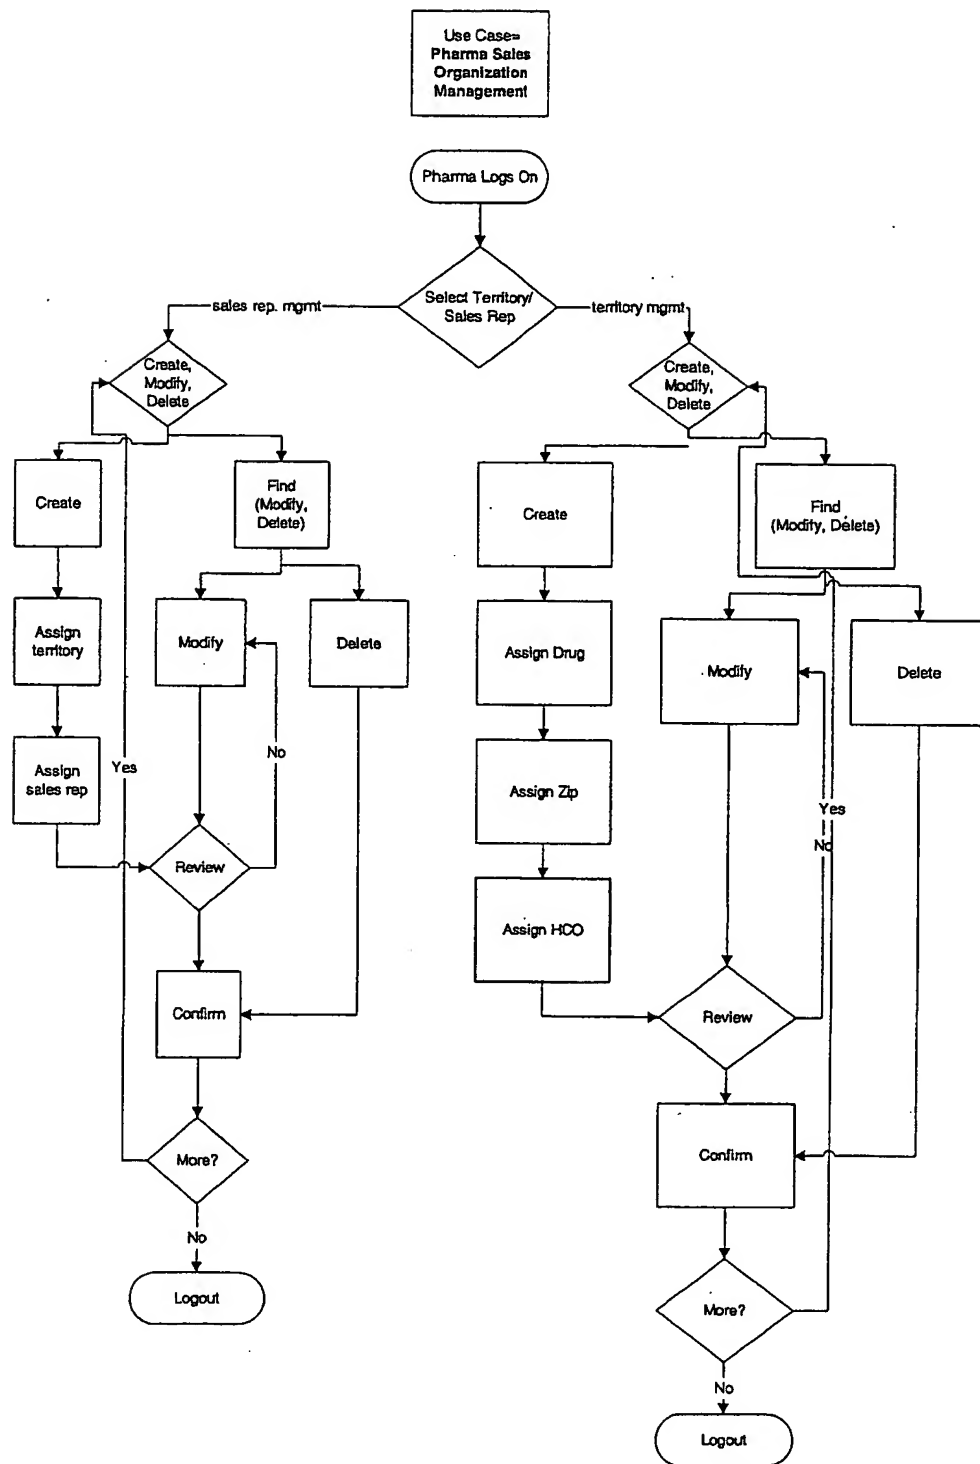 Use Case=
Pharma Sales
Organization
Management
Pharma Logs On
Select Territory/
Sales Rep
sales rep. mgmt
territory mgmt
Create,
Modify,
Delete
Create,
Modify,
Delete
Create
Find
(Modify,
Delete)
Create
Find
(Modify, Delete)
Assign
territory
Modify
Delete
Assign Drug
Modify
Delete
Assign
sales rep
Yes
No
Assign Zip
Yes
No
Review
Assign HCO
Confirm
Review
More?
Confirm
No
Logout
More?
No
Logout